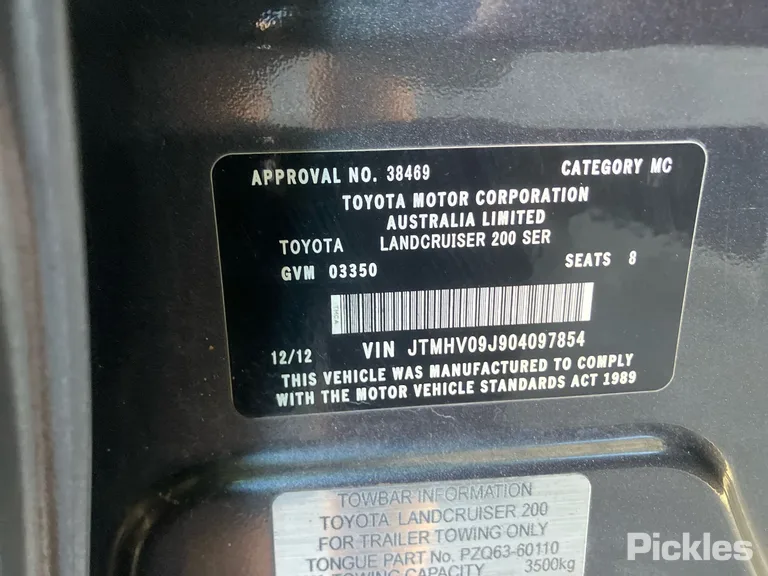 APPROVAL NO. 38469 CATEGORY MC
TOYOTA MOTOR CORPORATION
AUSTRALIA LIMITED
TOYOTA LANDCRUISER 200 SER
GVM 03350 SEATS 8
12/12 VIN JTMHV09J904097854
THIS VEHICLE WAS MANUFACTURED TO COMPLY
WITH THE MOTOR VEHICLE STANDARDS ACT 1989
TOWBAR INFORMATION
TOYOTA LANDCRUISER 200
FOR TRAILER TOWING ONLY
TONGUE PART No. PZQ63-60110
TOWING CAPACITY 3500kg
Pickles